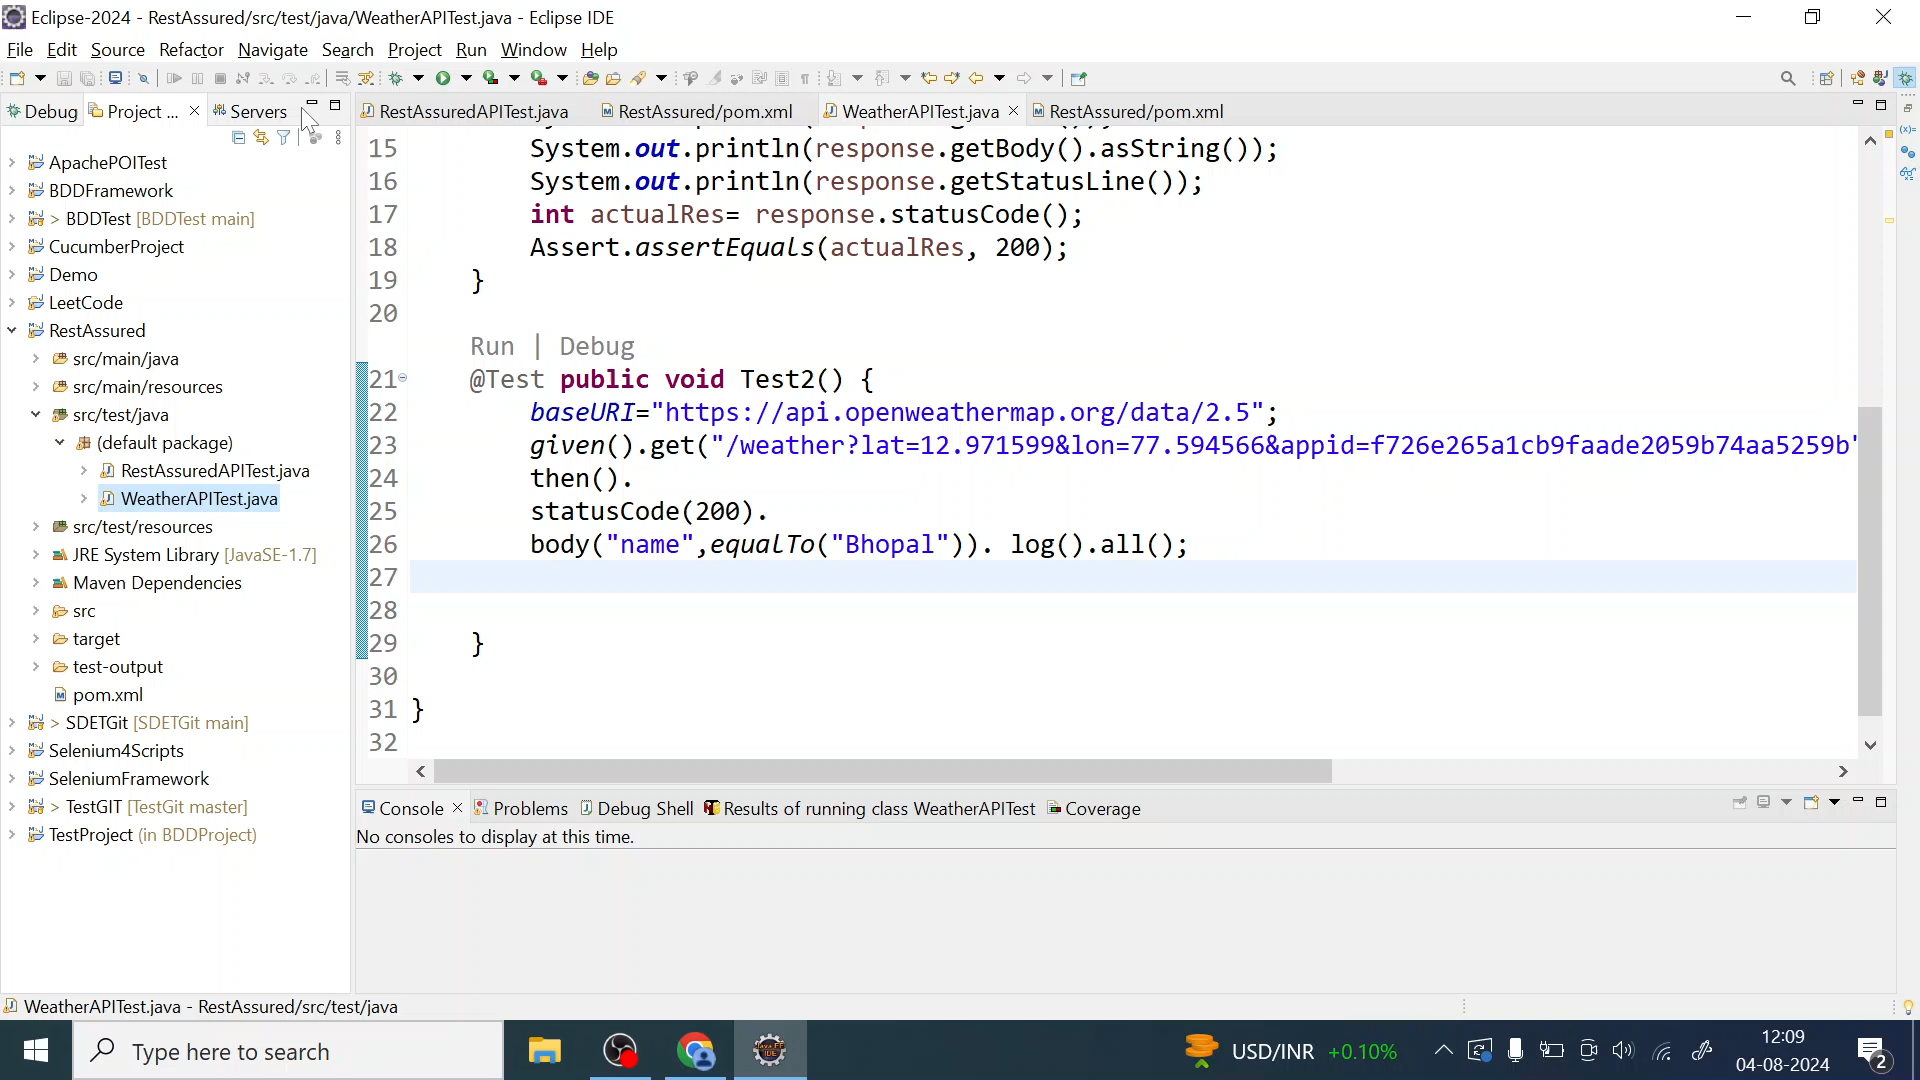 Eclipse-2024 - RestAssured/src/test/java/WeatherAPITest.java - Eclipse IDE
File Edit Source Refactor Navigate Search Project Run Window Help
Debug Project ... Servers
RestAssuredAPITest.java RestAssured/pom.xml WeatherAPITest.java RestAssured/pom.xml
ApachePOITest
BDDFramework
> BDDTest [BDDTest main]
CucumberProject
Demo
LeetCode
RestAssured
src/main/java
src/main/resources
src/test/java
(default package)
RestAssuredAPITest.java
WeatherAPITest.java
src/test/resources
JRE System Library [JavaSE-1.7]
Maven Dependencies
src
target
test-output
pom.xml
> SDETGit [SDETGit main]
Selenium4Scripts
SeleniumFramework
> TestGIT [TestGit master]
TestProject (in BDDProject)
15 System.out.println(response.getBody().asString());
16 System.out.println(response.getStatusLine());
17 int actualRes= response.statusCode();
18 Assert.assertEquals(actualRes, 200);
19 }
20
Run | Debug
21 @Test public void Test2() {
22 baseURI="https://api.openweathermap.org/data/2.5";
23 given().get("/weather?lat=12.971599&lon=77.594566&appid=f726e265a1cb9faade2059b74aa5259b"
24 then().
25 statusCode(200).
26 body("name",equalTo("Bhopal")). log().all();
27
28
29 }
30
31 }
32
Console Problems Debug Shell Results of running class WeatherAPITest Coverage
No consoles to display at this time.
WeatherAPITest.java - RestAssured/src/test/java
Type here to search
USD/INR +0.10%
12:09
04-08-2024
2